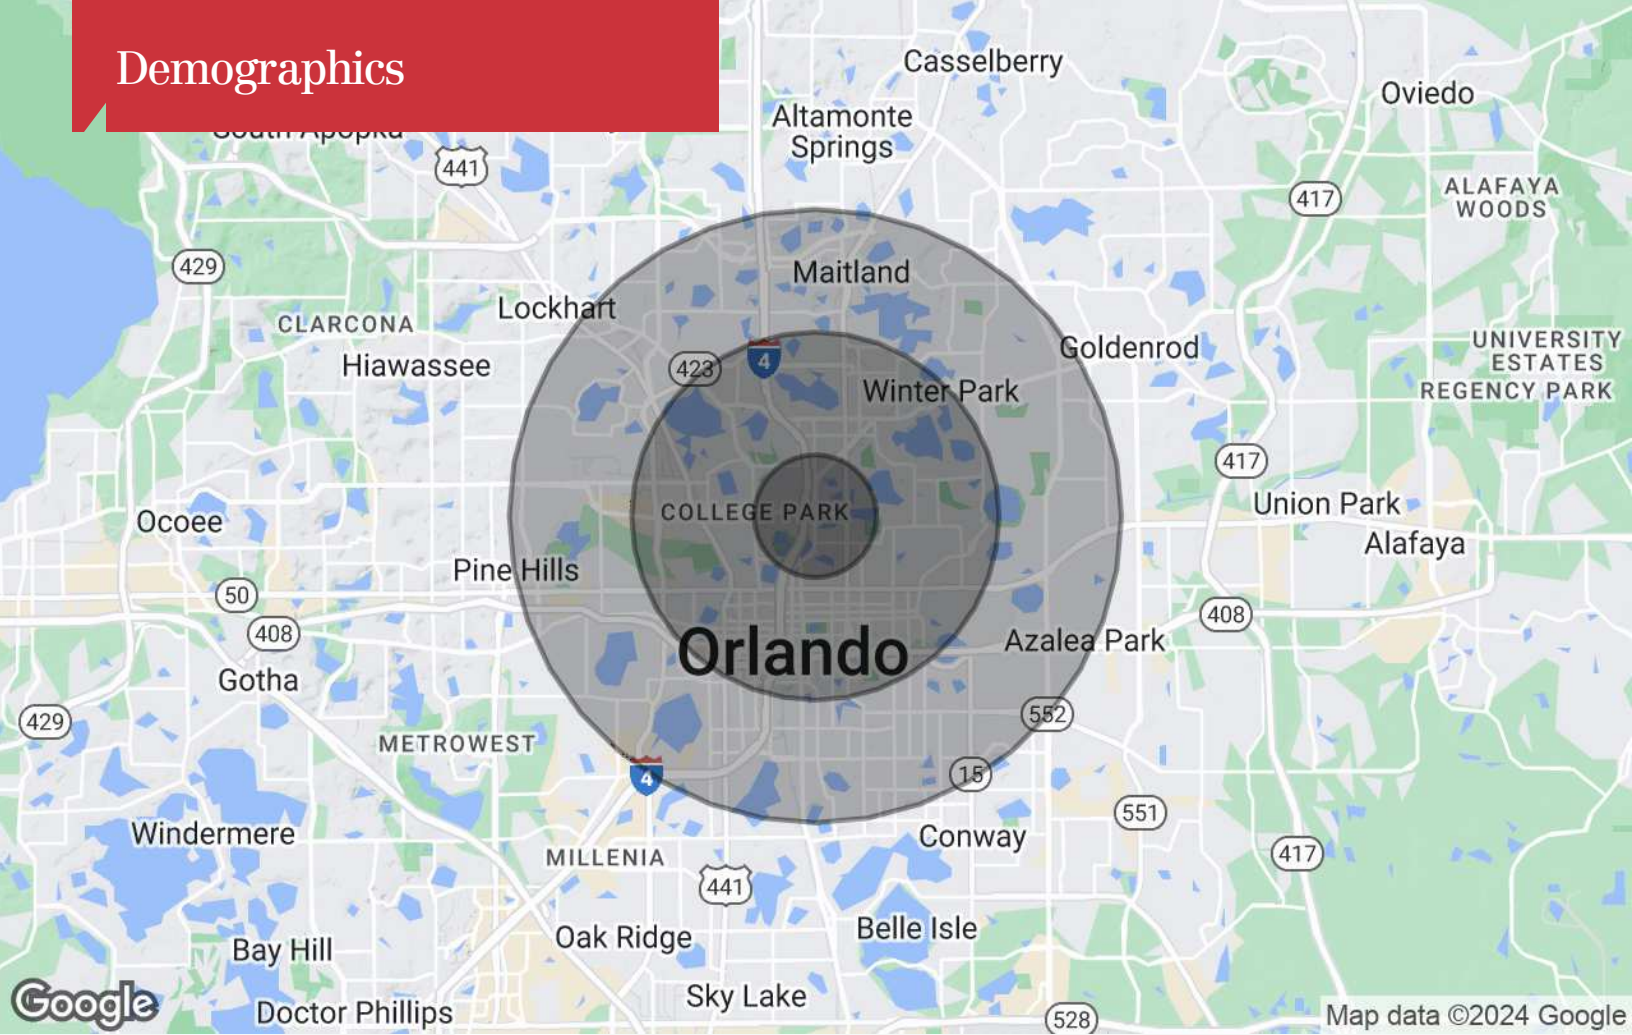 Demographics
Casselberry
Oviedo
Altamonte
Springs
South Apopka
441
417
ALAFAYA
WOODS
429
Maitland
Lockhart
CLARCONA
Hiawassee
423
4
Goldenrod
UNIVERSITY
ESTATES
REGENCY PARK
Winter Park
417
COLLEGE PARK
Union Park
Ocoee
Alafaya
Pine Hills
50
408
408
Orlando
Azalea Park
Gotha
429
552
METROWEST
4
15
551
Windermere
Conway
MILLENIA
417
441
Belle Isle
Oak Ridge
Bay Hill
Sky Lake
Google
Doctor Phillips
528
Map data ©2024 Google